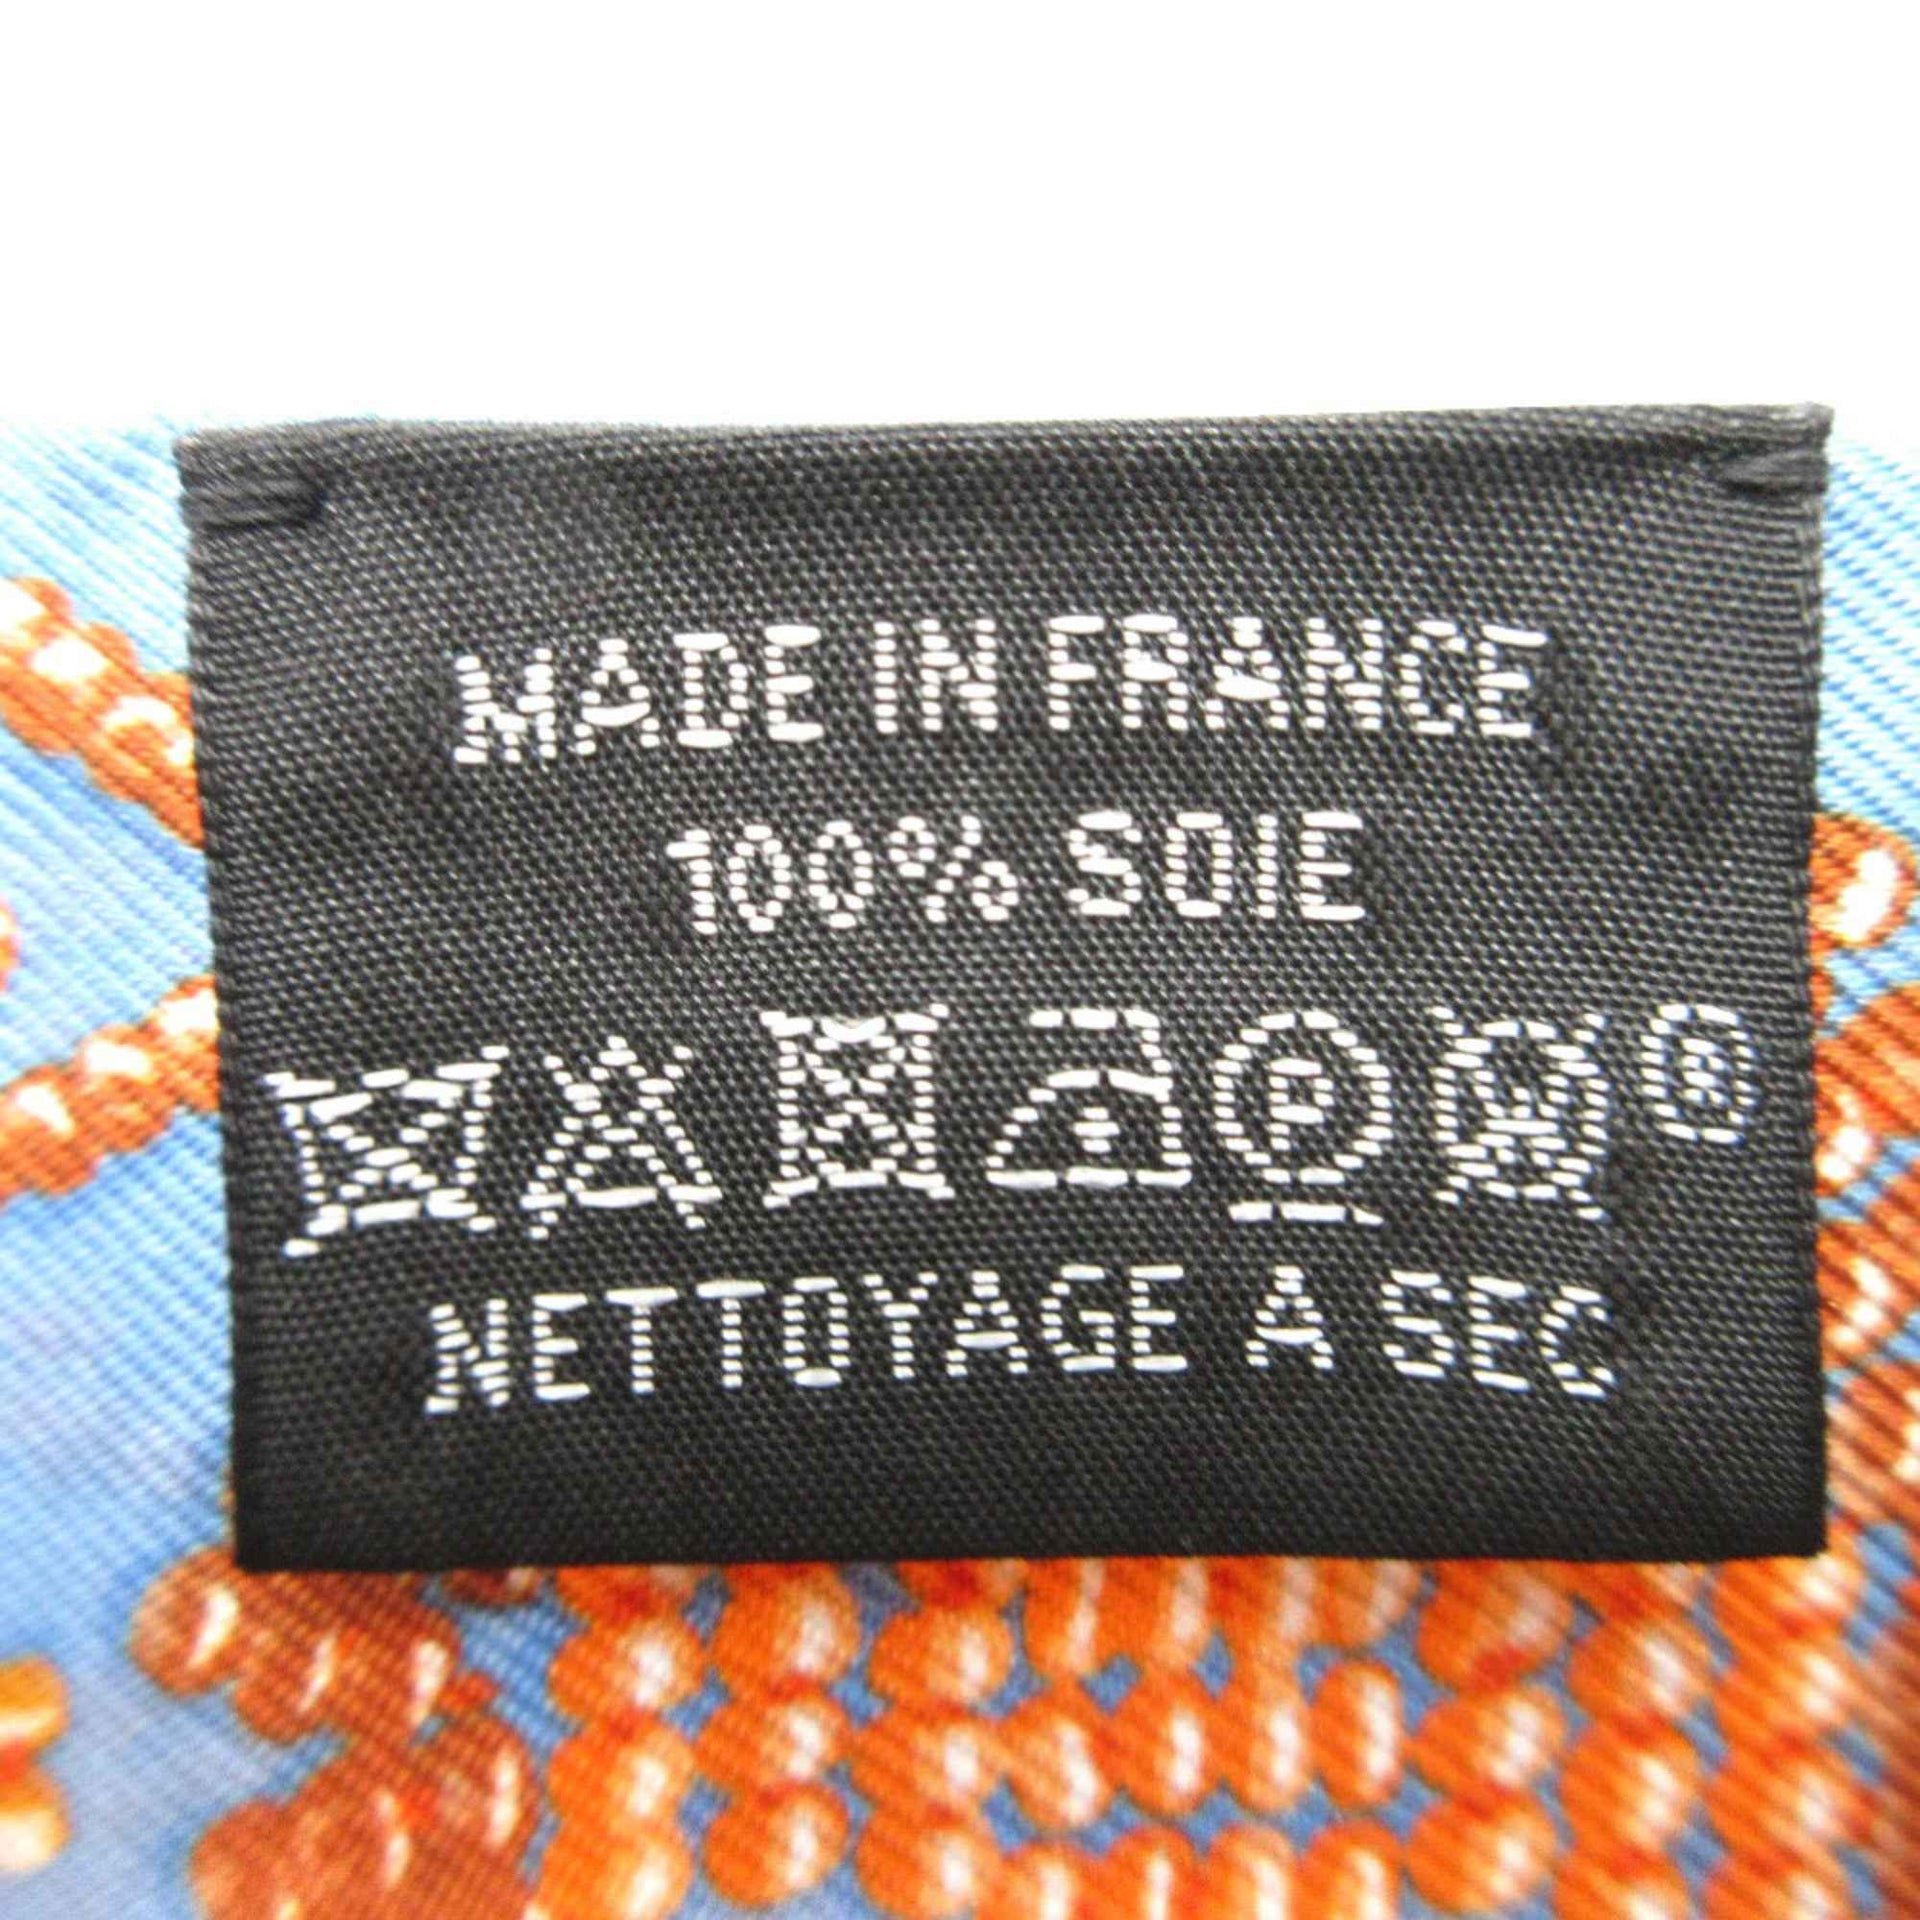 MADE IN FRANCE
100% SOIE
P W ®
NETTOYAGE A SEC